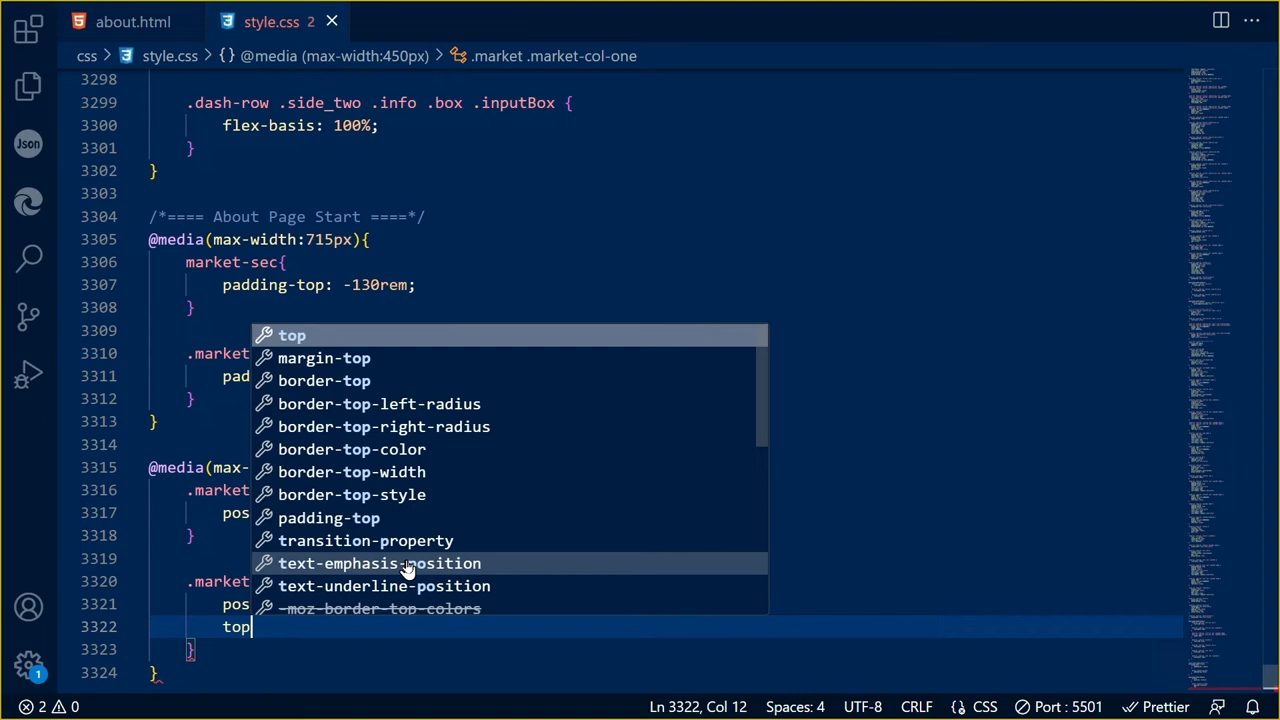 about.html
style.css 2
css > style.css > {} @media (max-width:450px) > .market .market-col-one
3298
3299 .dash-row .side_two .info .box .inputBox {
3300 flex-basis: 100%;
3301 }
3302 }
3303
3304 /*==== About Page Start ====*/
3305 @media(max-width:715px){
3306 market-sec{
3307 padding-top: -130rem;
3308 }
3309
top
3310 .market
margin-top
3311 pad
border-top
3312 }
border-top-left-radius
3313 }
border-top-right-radius
3314
border-top-color
3315 @media(max-
border-top-width
3316 .market
border-top-style
3317 pos
padding-top
3318 }
transition-property
3319
text-emphasis-position
3320 .market
text-underline-position
3321 pos
-moz-border-top-colors
3322 top
3323 }
3324 }
Json
1
2 0 Ln 3322, Col 12 Spaces: 4 UTF-8 CRLF {} CSS Port : 5501 Prettier